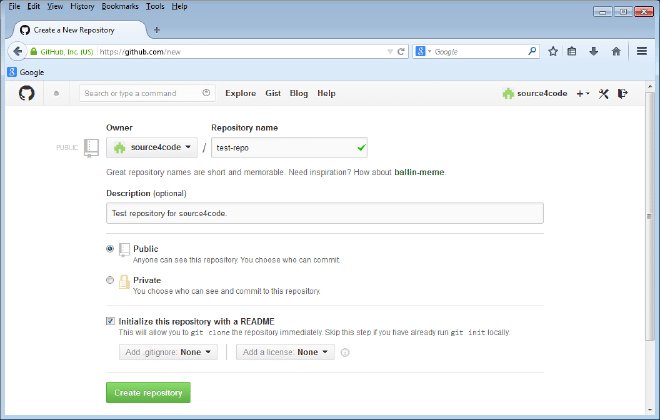 File Edit View History Bookmarks Tools Help
Create a New Repository
GitHub, Inc. (US) https://github.com/new
Google
Google
Search or type a command Explore Gist Blog Help source4code
Owner Repository name
PUBLIC source4code / test-repo
Great repository names are short and memorable. Need inspiration? How about ballin-meme.
Description (optional)
Test repository for source4code.
Public
Anyone can see this repository. You choose who can commit.
Private
You choose who can see and commit to this repository.
Initialize this repository with a README
This will allow you to git clone the repository immediately. Skip this step if you have already run git init locally.
Add .gitignore: None Add a license: None
Create repository